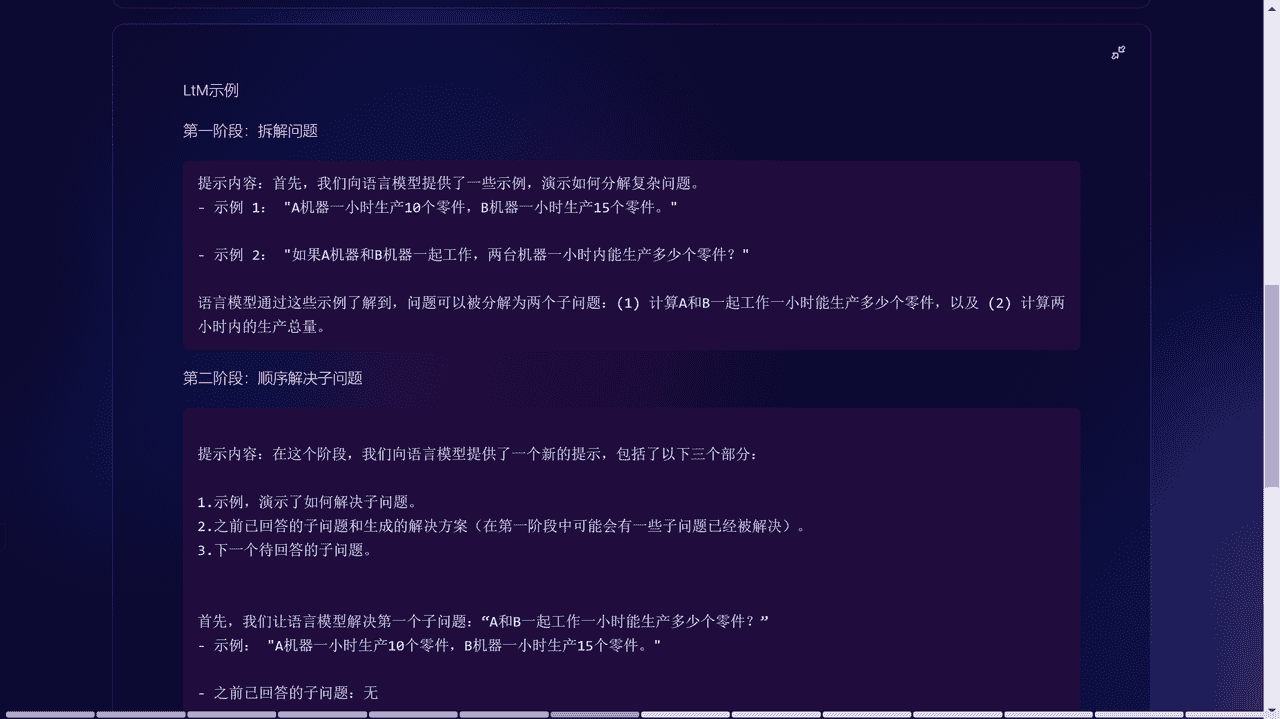 LtM示例
第一阶段：拆解问题
提示内容：首先，我们向语言模型提供了一些示例，演示如何分解复杂问题。
- 示例 1： "A机器一小时生产10个零件，B机器一小时生产15个零件。"
- 示例 2： "如果A机器和B机器一起工作，两台机器一小时内能生产多少个零件？"
语言模型通过这些示例了解到，问题可以被分解为两个子问题：(1) 计算A和B一起工作一小时能生产多少个零件，以及 (2) 计算两
小时内的生产总量。
第二阶段：顺序解决子问题
提示内容：在这个阶段，我们向语言模型提供了一个新的提示，包括了以下三个部分：
1.示例，演示了如何解决子问题。
2.之前已回答的子问题和生成的解决方案（在第一阶段中可能会有一些子问题已经被解决）。
3.下一个待回答的子问题。
首先，我们让语言模型解决第一个子问题：“A和B一起工作一小时能生产多少个零件？”
- 示例： "A机器一小时生产10个零件，B机器一小时生产15个零件。"
- 之前已回答的子问题：无